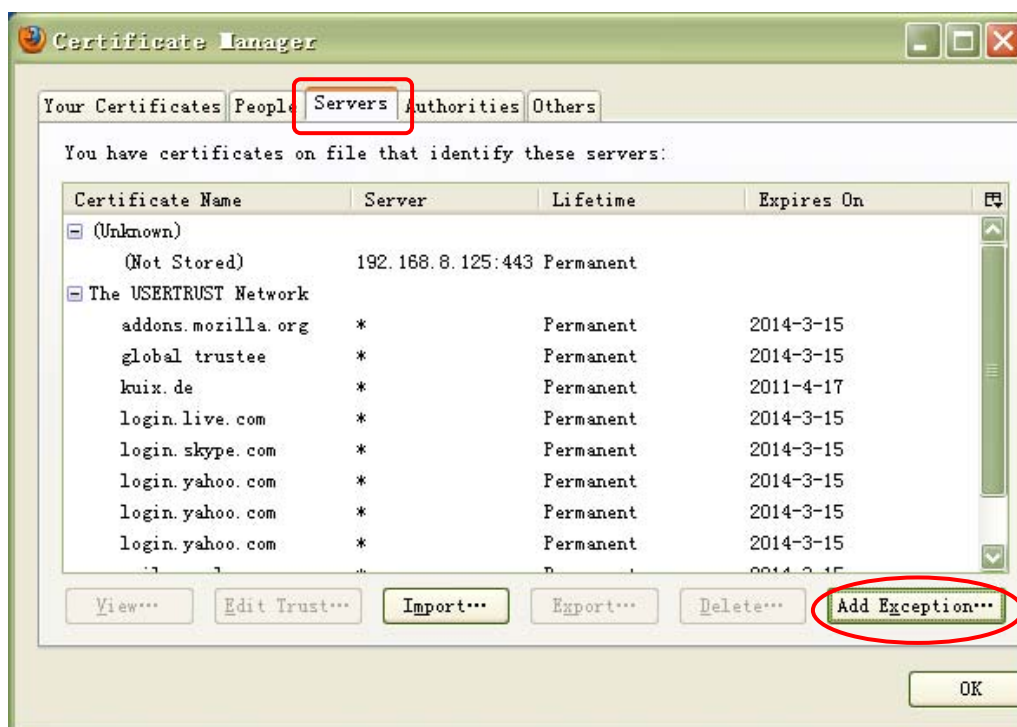 Certificate Manager
Your Certificates People Servers Authorities Others
You have certificates on file that identify these servers:
Certificate Name Server Lifetime Expires On
(Unknown)
(Not Stored) 192.168.8.125:443 Permanent
The USERTRUST Network
addons.mozilla.org * Permanent 2014-3-15
global trustee * Permanent 2014-3-15
kuix.de * Permanent 2011-4-17
login.live.com * Permanent 2014-3-15
login.skype.com * Permanent 2014-3-15
login.yahoo.com * Permanent 2014-3-15
login.yahoo.com * Permanent 2014-3-15
login.yahoo.com * Permanent 2014-3-15
View… Edit Trust… Import… Export… Delete… Add Exception…
OK